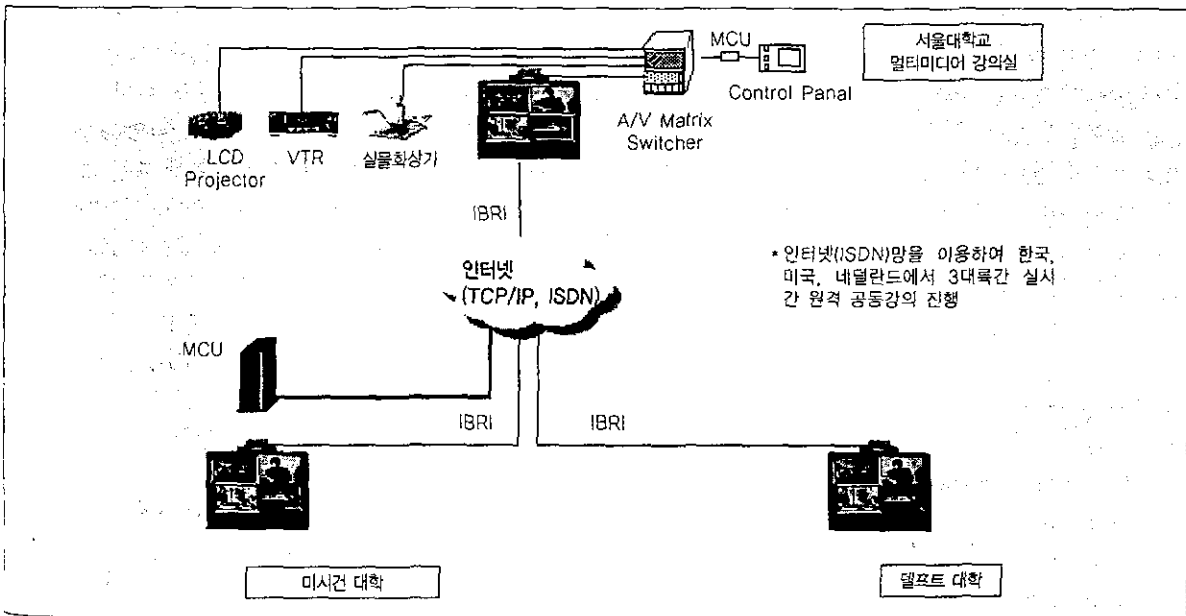 서울대학교
멀티미디어 강의실
MCU
Control Panal
A/V Matrix
Switcher
LCD
Projector
VTR
실물화상기
IBRI
인터넷
(TCP/IP, ISDN)
* 인터넷(ISDN)망을 이용하여 한국,
미국, 네덜란드에서 3대륙간 실시
간 원격 공동강의 진행
MCU
IBRI
IBRI
미시건 대학
델프트 대학